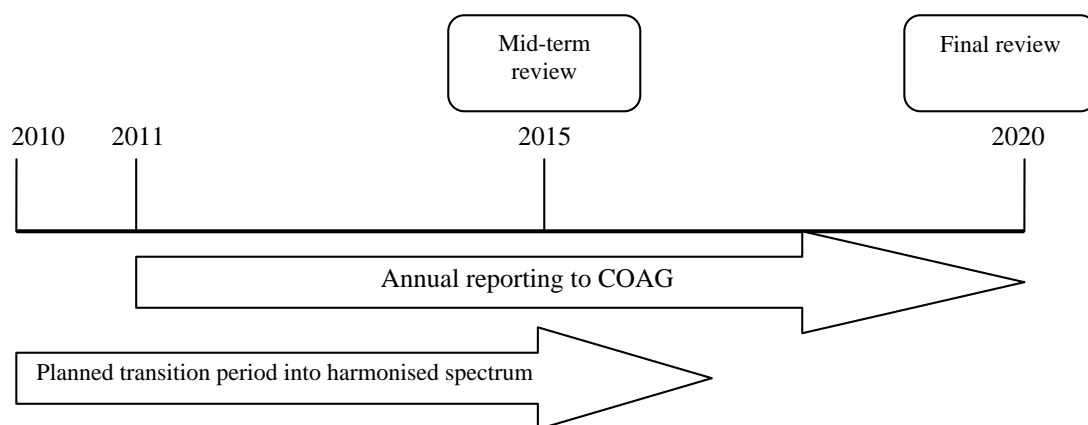 Mid-term
review
Final review
2010
2011
2015
2020
Annual reporting to COAG
Planned transition period into harmonised spectrum